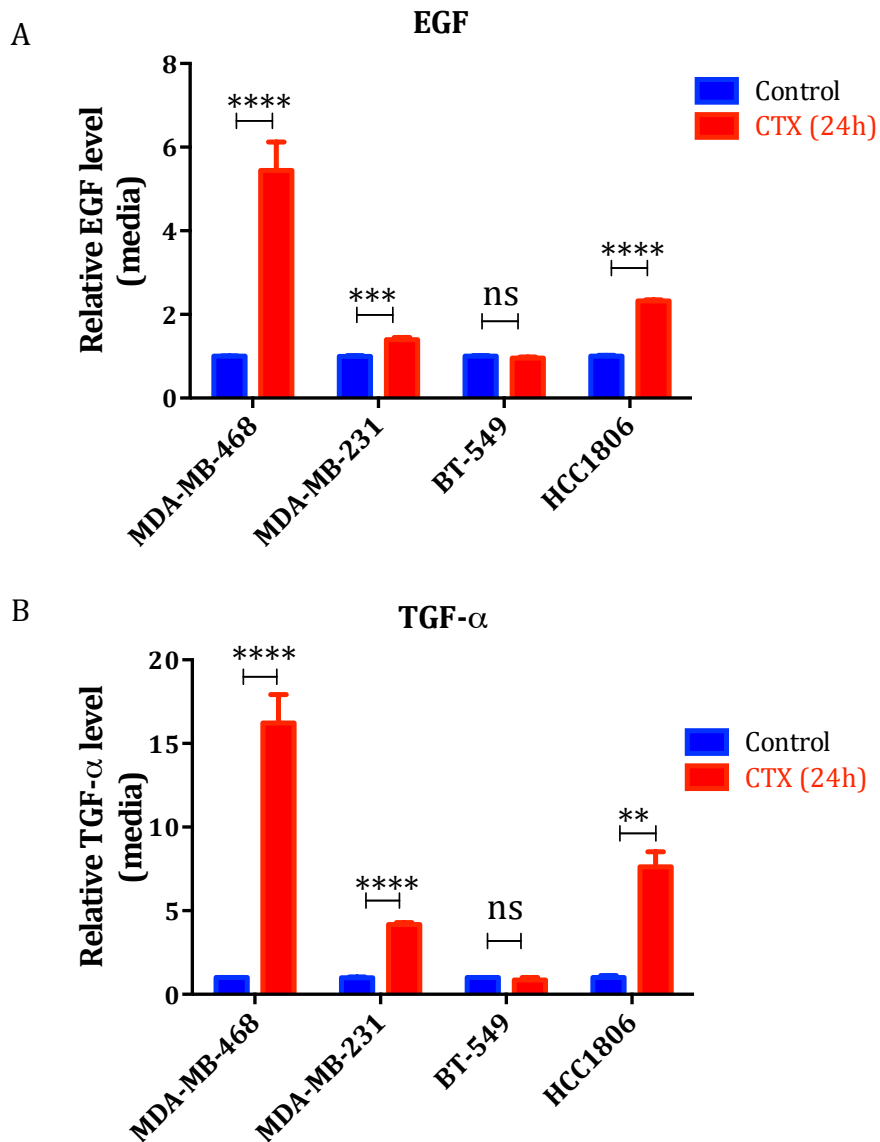 A
EGF
Relative EGF level
(media)
8
6
4
2
0
****
***
ns
****
Control
CTX (24h)
MDA-MB-468
MDA-MB-231
BT-549
HCC1806
B
TGF-α
Relative TGF-α level
(media)
20
15
10
5
0
****
****
ns
**
Control
CTX (24h)
MDA-MB-468
MDA-MB-231
BT-549
HCC1806